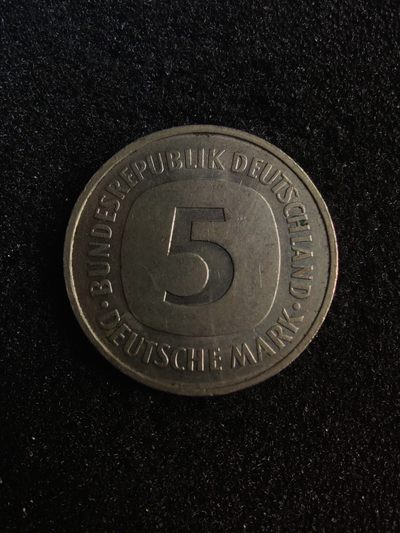 BUNDESREPUBLIK DEUTSCHLAND
5
DEUTSCHE MARK